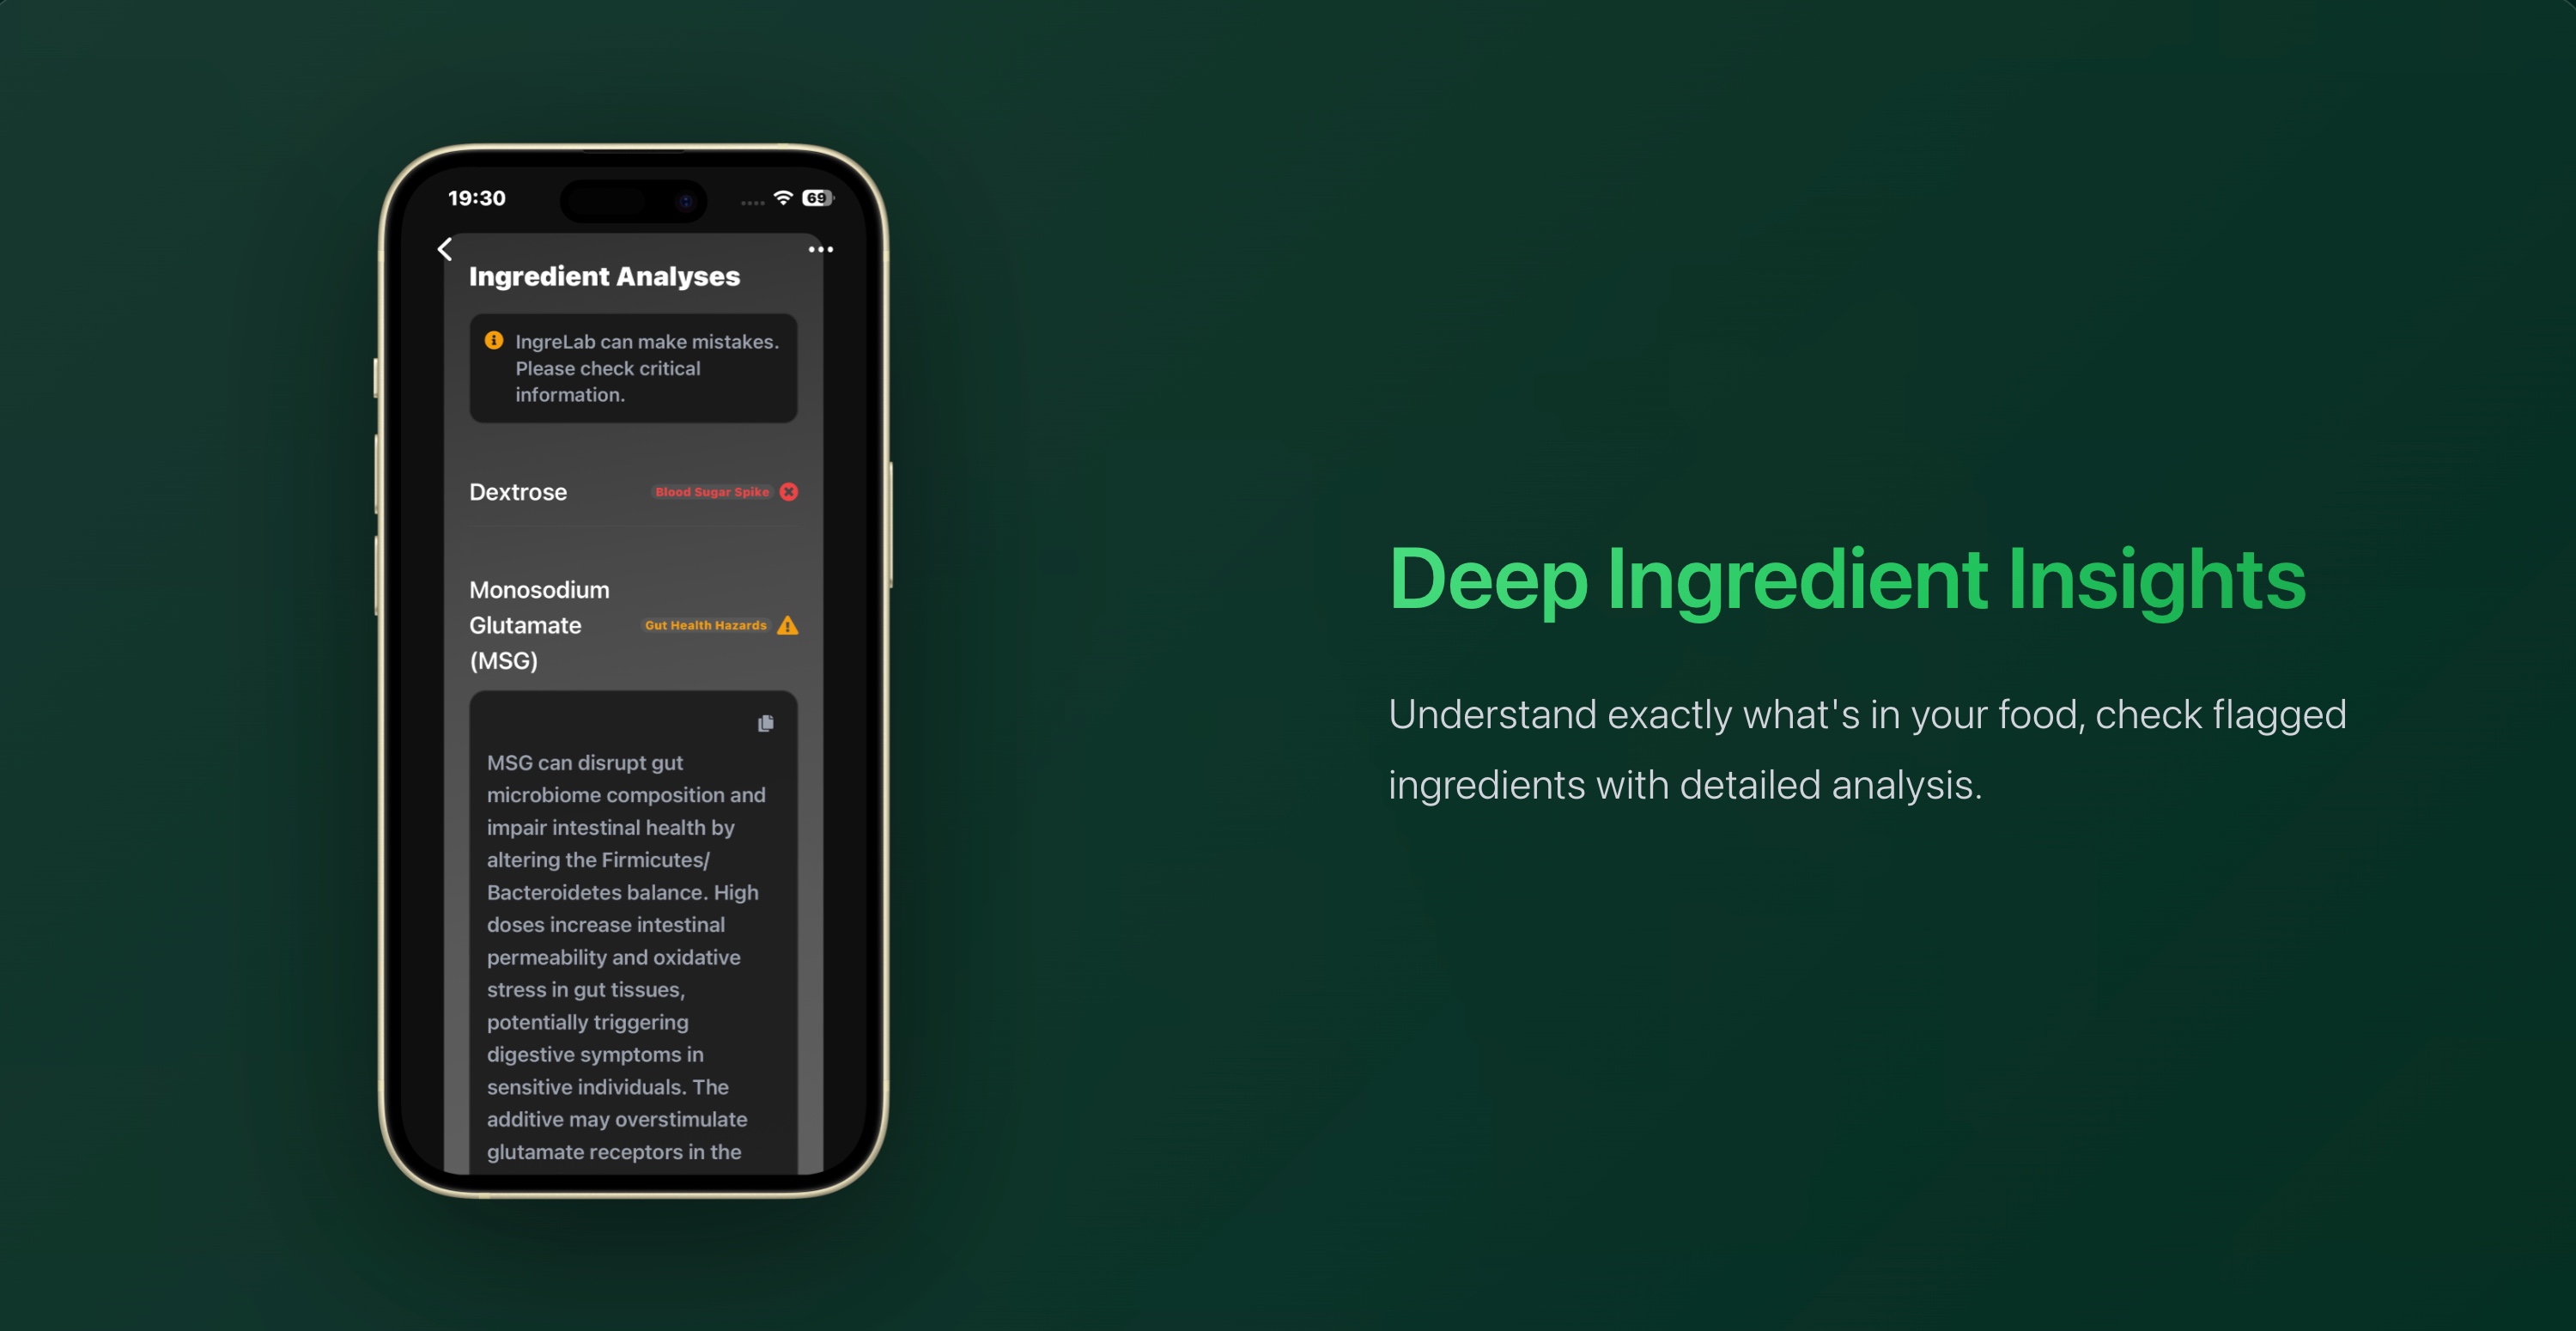 19:30
69
Ingredient Analyses
IngreLab can make mistakes.
Please check critical
information.
Dextrose
Blood Sugar Spike
Monosodium
Glutamate
(MSG)
Gut Health Hazards
MSG can disrupt gut
microbiome composition and
impair intestinal health by
altering the Firmicutes/
Bacteroidetes balance. High
doses increase intestinal
permeability and oxidative
stress in gut tissues,
potentially triggering
digestive symptoms in
sensitive individuals. The
additive may overstimulate
glutamate receptors in the
Deep Ingredient Insights
Understand exactly what's in your food, check flagged
ingredients with detailed analysis.